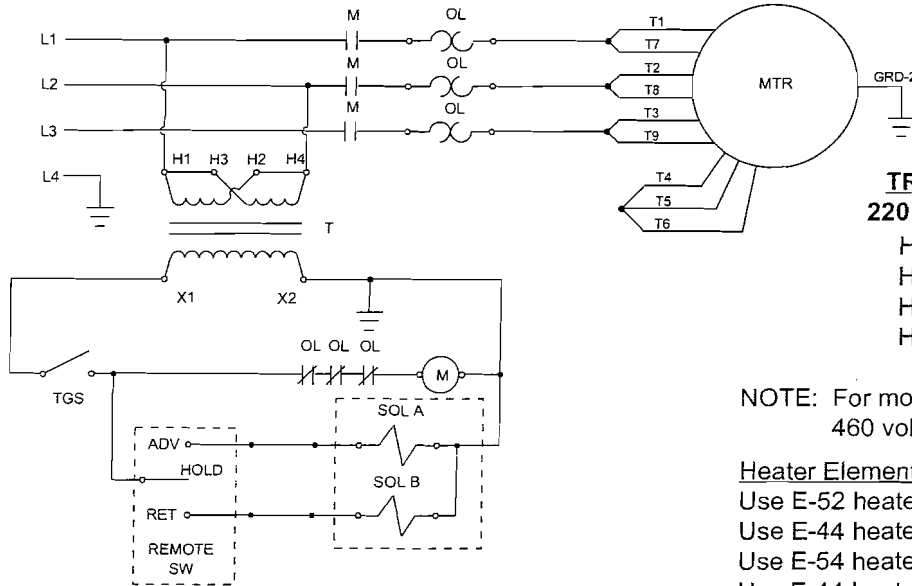 M
L1
OL
T1
T7
M
L2
OL
T2
T8
MTR
GRD-2
M
L3
OL
T3
T9
H1 H3 H2 H4
L4
T4
T5
T6
T
X1 X2
TR
220
H
H
H
H
OL OL OL
M
TGS
SOL A
ADV
HOLD
SOL B
RET
REMOTE
SW
NOTE: For mo
460 vol
Heater Element
Use E-52 heate
Use E-44 heate
Use E-54 heate